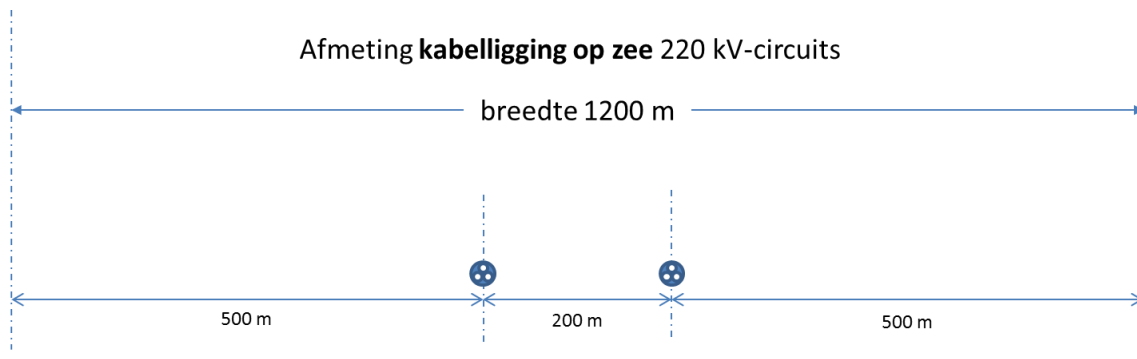 Afmeting kabelligging op zee 220 kV-circuits
breedte 1200 m
500 m
200 m
500 m